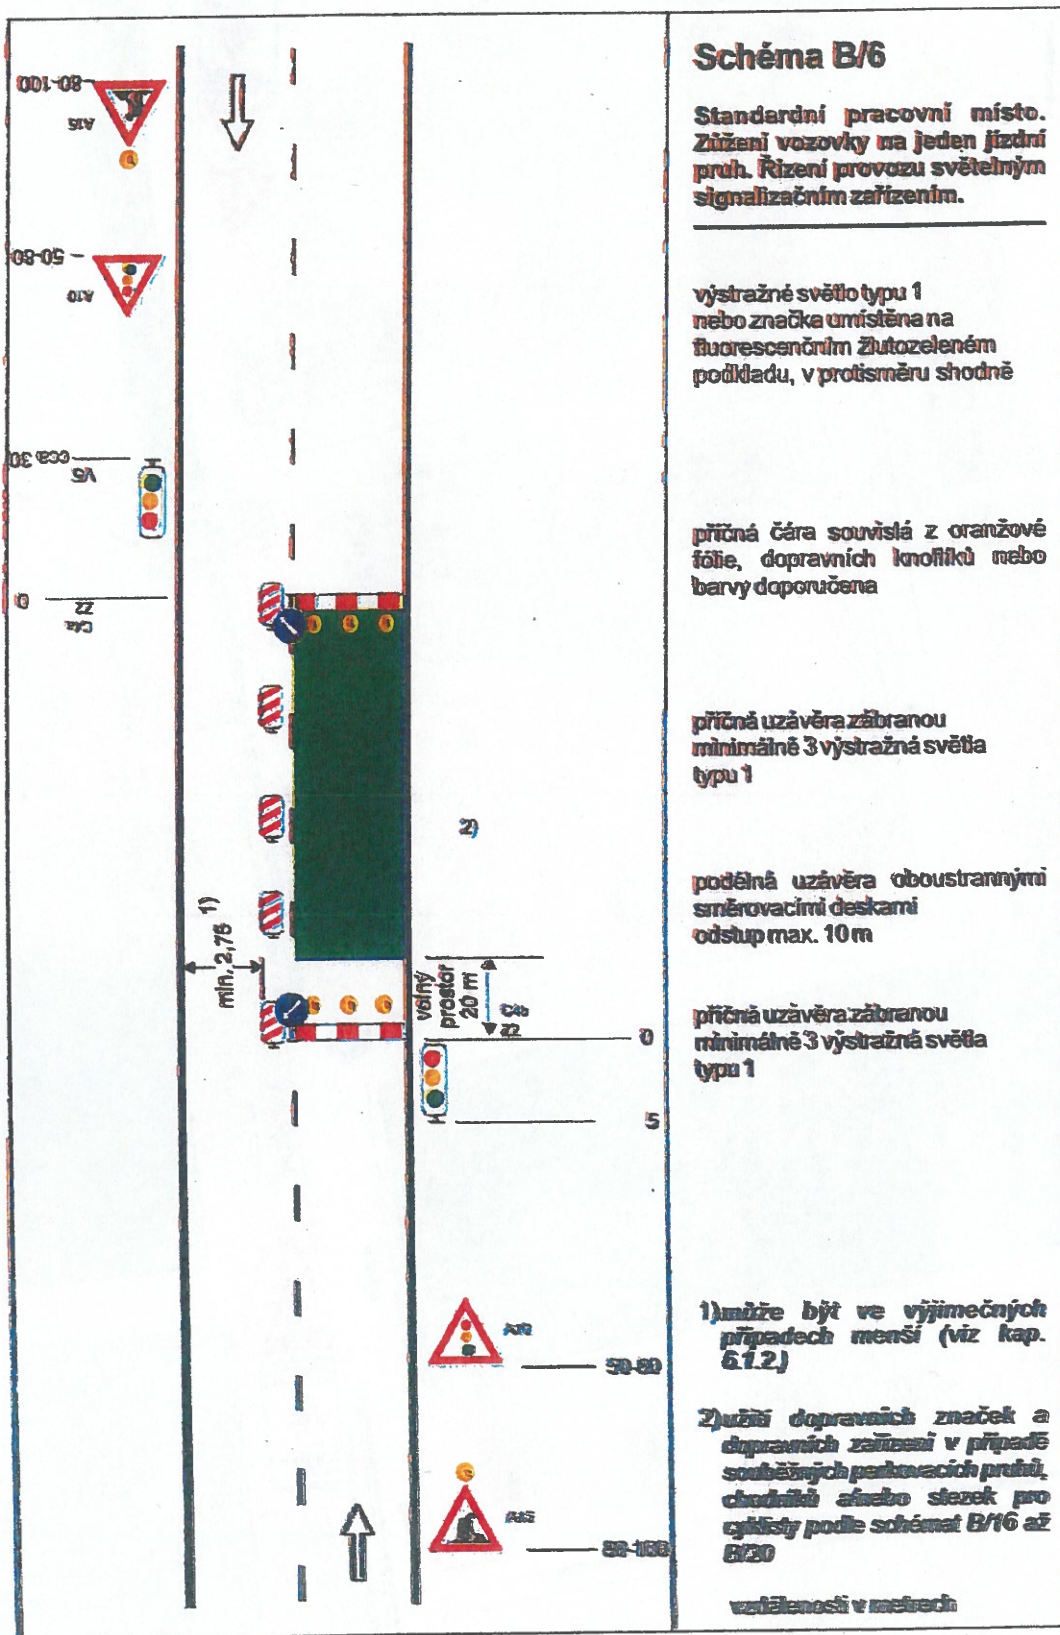 Schéma B/6
Standardní pracovní místo.
Zúžení vozovky na jeden jízdní
pruh. Řízení provozu světelným
signalizačním zařízením.
výstražné světlo typu 1
nebo značka umístěna na
fluorescenčním žlutozeleném
podkladu, v protisměru shodně
příčná čára souvislá z oranžové
fólie, dopravních knoflíků nebo
barvy doporučena
příčná uzávěra zábranou
minimálně 3 výstražná světla
typu 1
podélná uzávěra oboustrannými
směrovacími deskami
odstup max. 10 m
příčná uzávěra zábranou
minimálně 3 výstražná světla
typu 1
1) může být ve výjimečných
případech menší (viz kap.
6.1.2.)
2) užití dopravních značek a
dopravních zařízení v případě
souběžných parkovacích pruhů,
chodníků a/nebo stezek pro
cyklisty podle schémat B/16 až
B/20
vzdálenosti v metrech
80-100
A15
50-80
A10
cca 30
V5
0
Z2
C4a
2)
min. 2,75 1)
volný
prostor
20 m
C4b
Z2
0
5
A10
50-80
A15
80-100